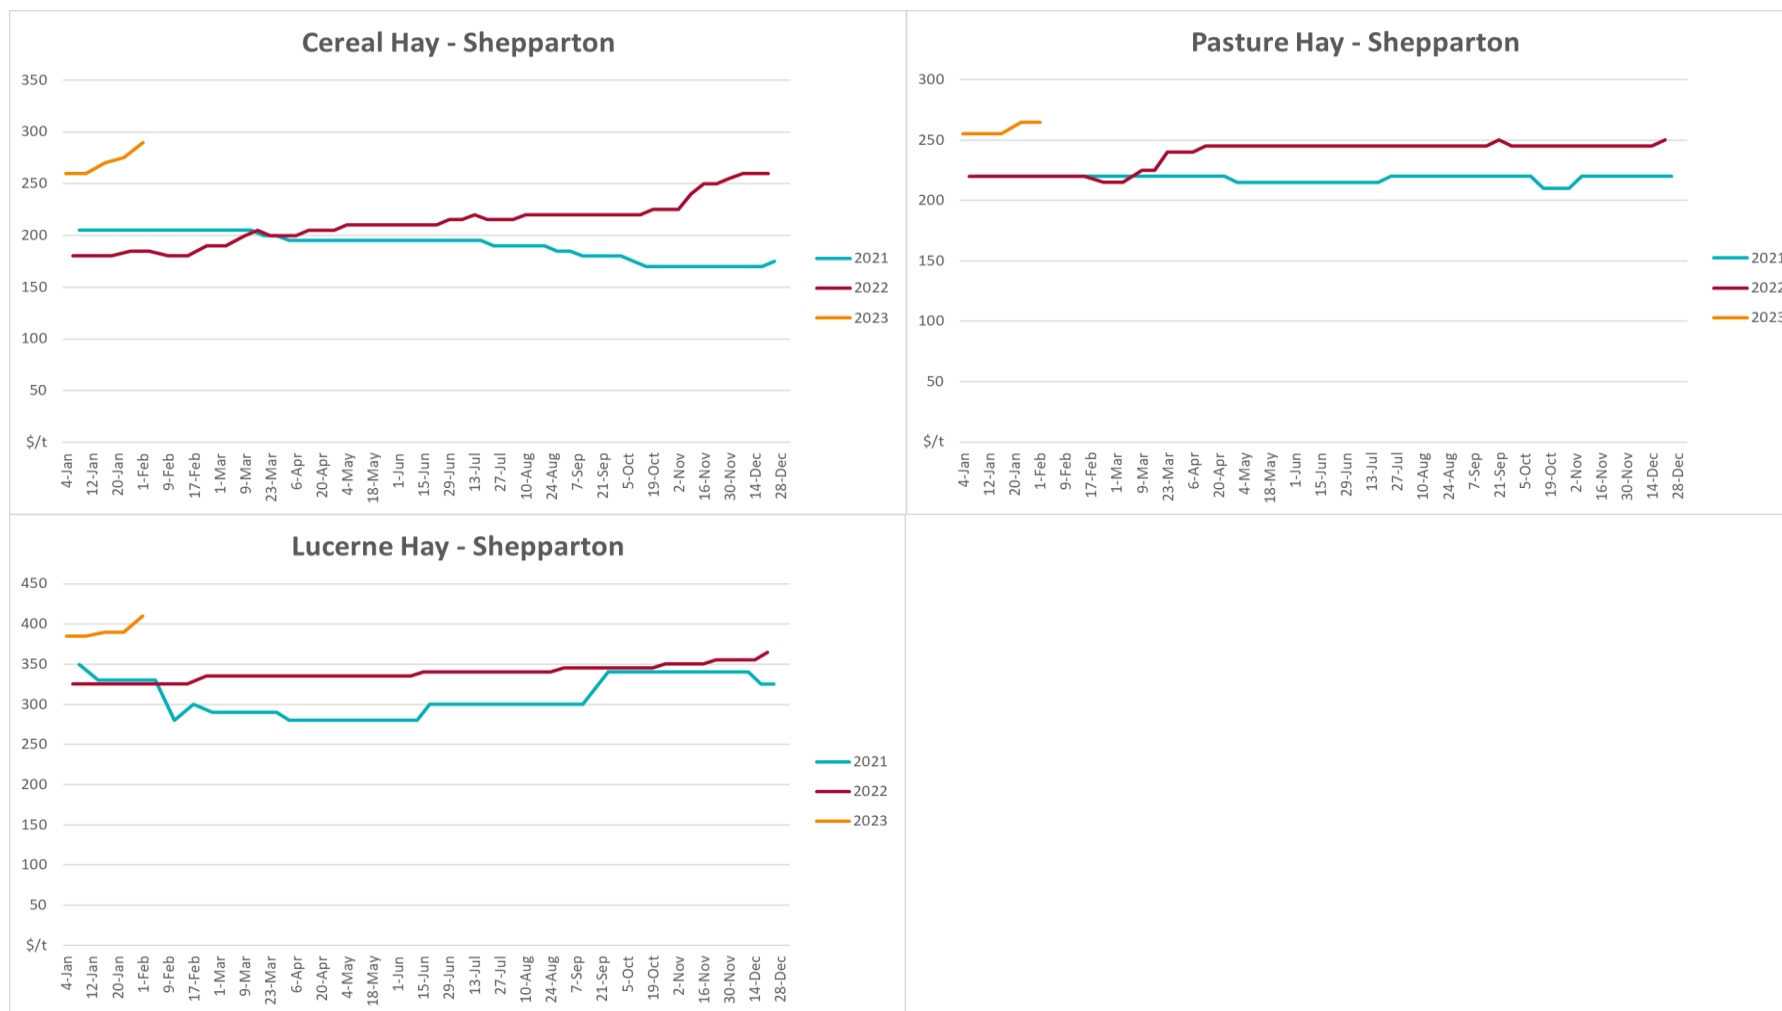 Cereal Hay - Shepparton
350
300
250
200
150
100
50
$/t
4-Jan
12-Jan
20-Jan
1-Feb
9-Feb
17-Feb
1-Mar
9-Mar
23-Mar
6-Apr
20-Apr
4-May
18-May
1-Jun
15-Jun
29-Jun
13-Jul
27-Jul
10-Aug
24-Aug
7-Sep
21-Sep
5-Oct
19-Oct
2-Nov
16-Nov
30-Nov
14-Dec
28-Dec
2021
2022
2023
Pasture Hay - Shepparton
300
250
200
150
100
50
$/t
4-Jan
12-Jan
20-Jan
1-Feb
9-Feb
17-Feb
1-Mar
9-Mar
23-Mar
6-Apr
20-Apr
4-May
18-May
1-Jun
15-Jun
29-Jun
13-Jul
27-Jul
10-Aug
24-Aug
7-Sep
21-Sep
5-Oct
19-Oct
2-Nov
16-Nov
30-Nov
14-Dec
28-Dec
2021
2022
2023
Lucerne Hay - Shepparton
450
400
350
300
250
200
150
100
50
$/t
4-Jan
12-Jan
20-Jan
1-Feb
9-Feb
17-Feb
1-Mar
9-Mar
23-Mar
6-Apr
20-Apr
4-May
18-May
1-Jun
15-Jun
29-Jun
13-Jul
27-Jul
10-Aug
24-Aug
7-Sep
21-Sep
5-Oct
19-Oct
2-Nov
16-Nov
30-Nov
14-Dec
28-Dec
2021
2022
2023